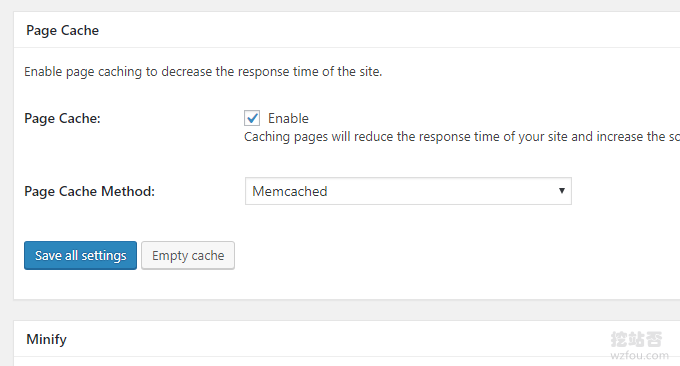 Page Cache
Enable page caching to decrease the response time of the site.
Page Cache: Enable
Caching pages will reduce the response time of your site and increase the sc
Page Cache Method: Memcached
Save all settings Empty cache
Minify
挖站否
wzfou.com